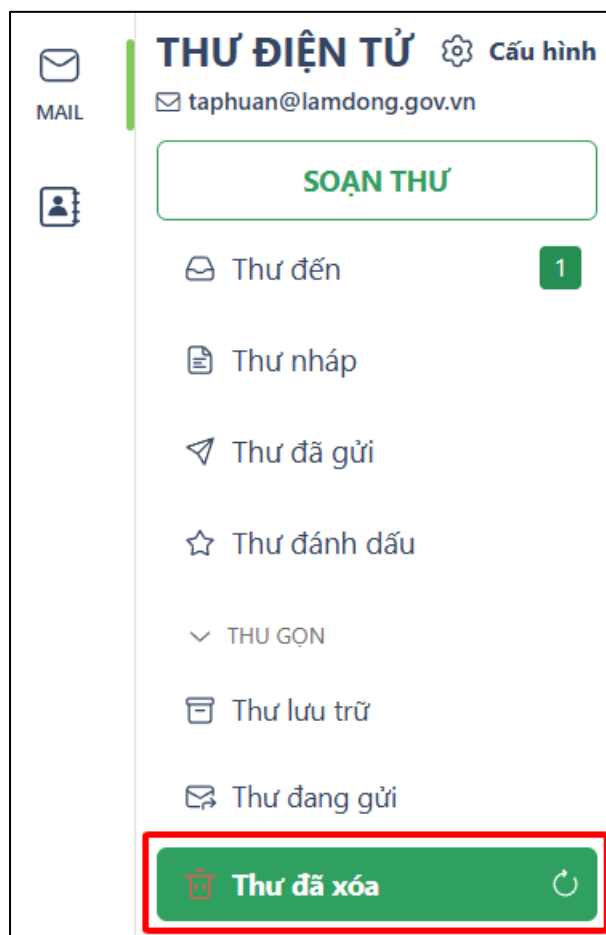 THƯ ĐIỆN TỬ Cấu hình
MAIL
taphuan@lamdong.gov.vn
SOẠN THƯ
Thư đến 1
Thư nháp
Thư đã gửi
Thư đánh dấu
THU GỌN
Thư lưu trữ
Thư đang gửi
Thư đã xóa